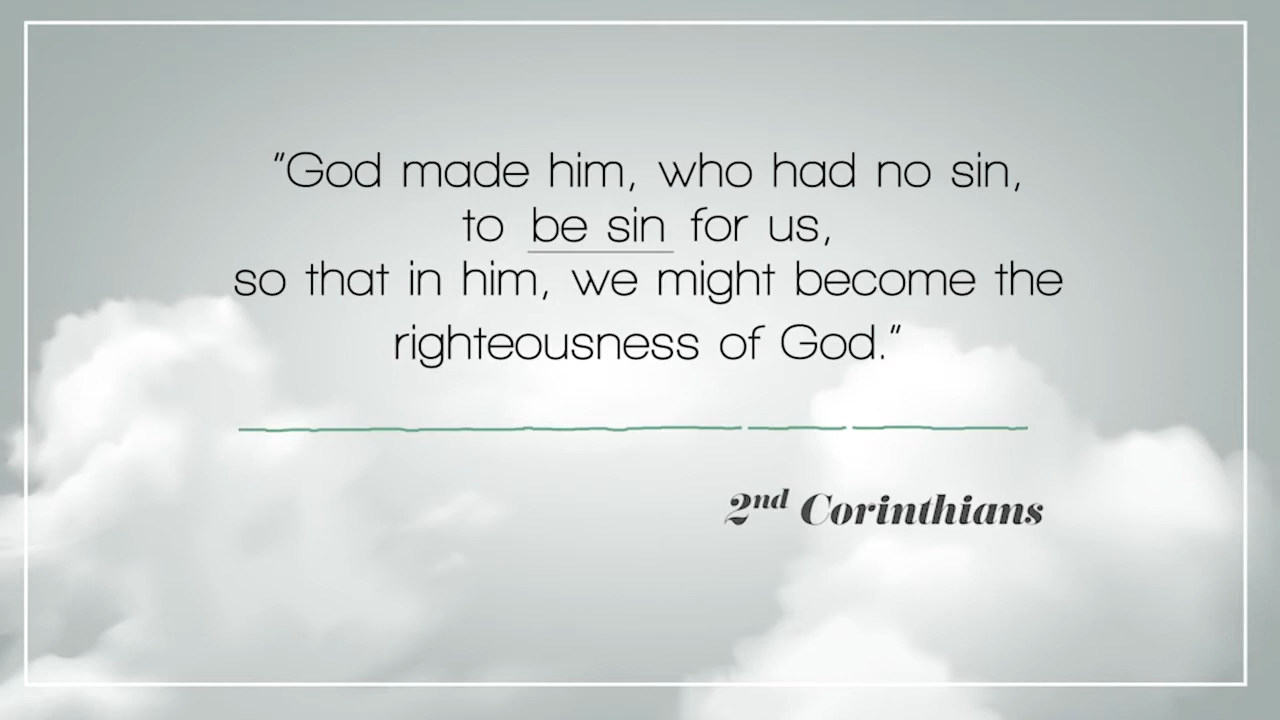 "God made him, who had no sin,
to be sin for us,
so that in him, we might become the
righteousness of God."
2nd Corinthians